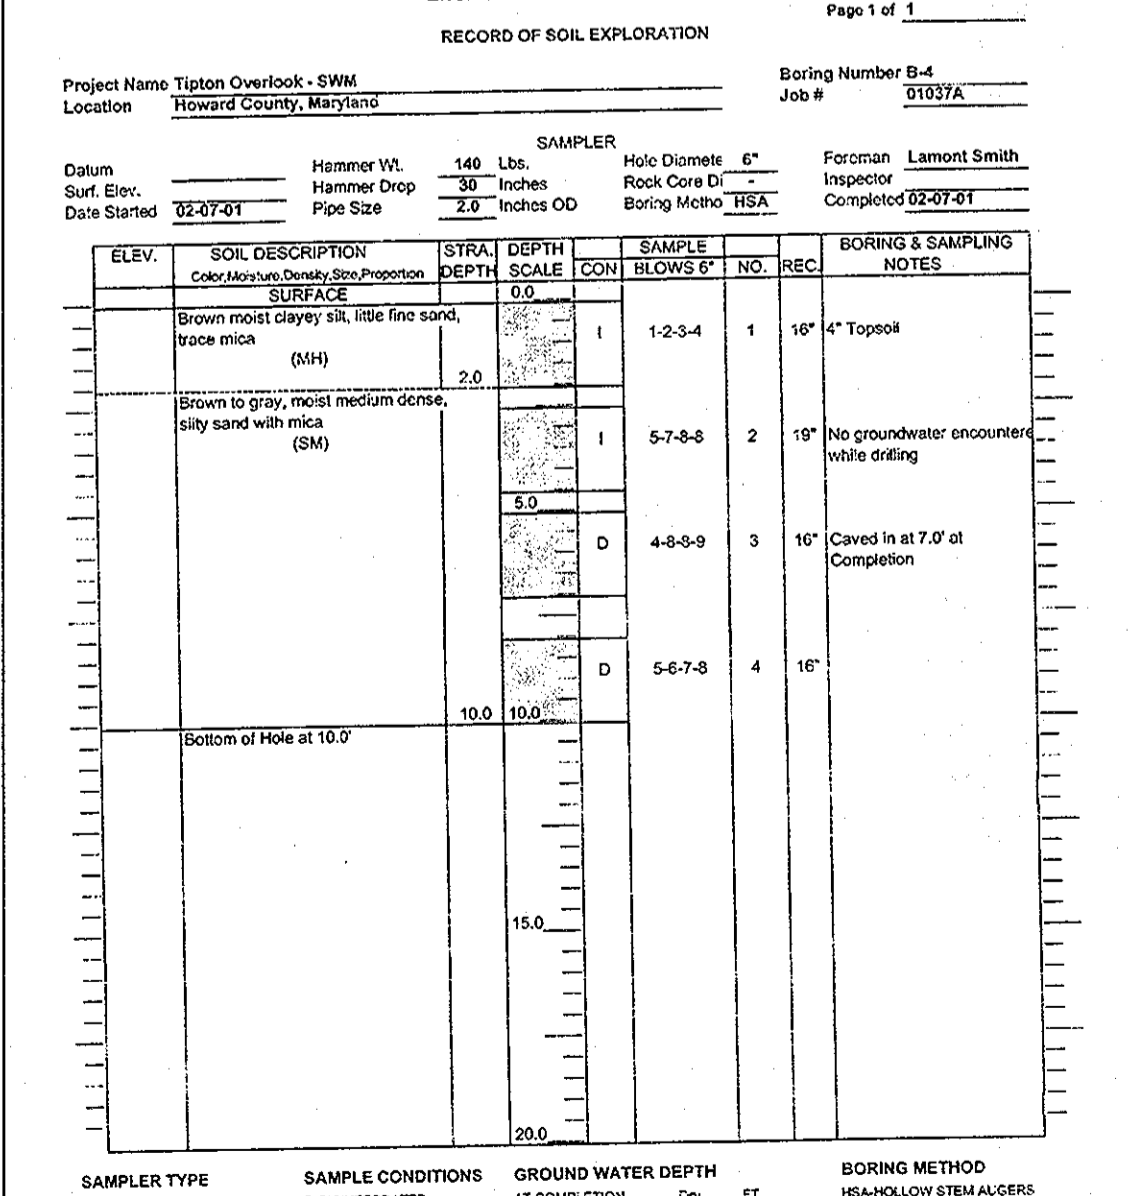 Page 1 of 1
RECORD OF SOIL EXPLORATION
Project Name Tipton Overlook - SWM
Boring Number B-4
Location Howard County, Maryland
Job # 01037A
SAMPLER
Datum Hammer Wt. 140 Lbs. Hole Diamete 6" Foreman Lamont Smith
Surf. Elev. Hammer Drop 30 Inches Rock Core Di - Inspector
Date Started 02-07-01 Pipe Size 2.0 Inches OD Boring Metho HSA Completed 02-07-01
ELEV. SOIL DESCRIPTION STRA. DEPTH SAMPLE BORING & SAMPLING
Color,Moisture,Density,Size,Proportion DEPTH SCALE CON BLOWS 6" NO. REC. NOTES
SURFACE 0.0
Brown moist clayey silt, little fine sand,
trace mica I 1-2-3-4 1 16" 4" Topsoil
(MH)
2.0
Brown to gray, moist medium dense,
silty sand with mica
(SM) I 5-7-8-8 2 19" No groundwater encountere
while drilling
5.0
D 4-8-8-9 3 16" Caved in at 7.0' at
Completion
D 5-6-7-8 4 16"
10.0 10.0
Bottom of Hole at 10.0'
15.0
20.0
SAMPLER TYPE SAMPLE CONDITIONS GROUND WATER DEPTH BORING METHOD
AT COMPLETION FT HSA-HOLLOW STEM AUGERS